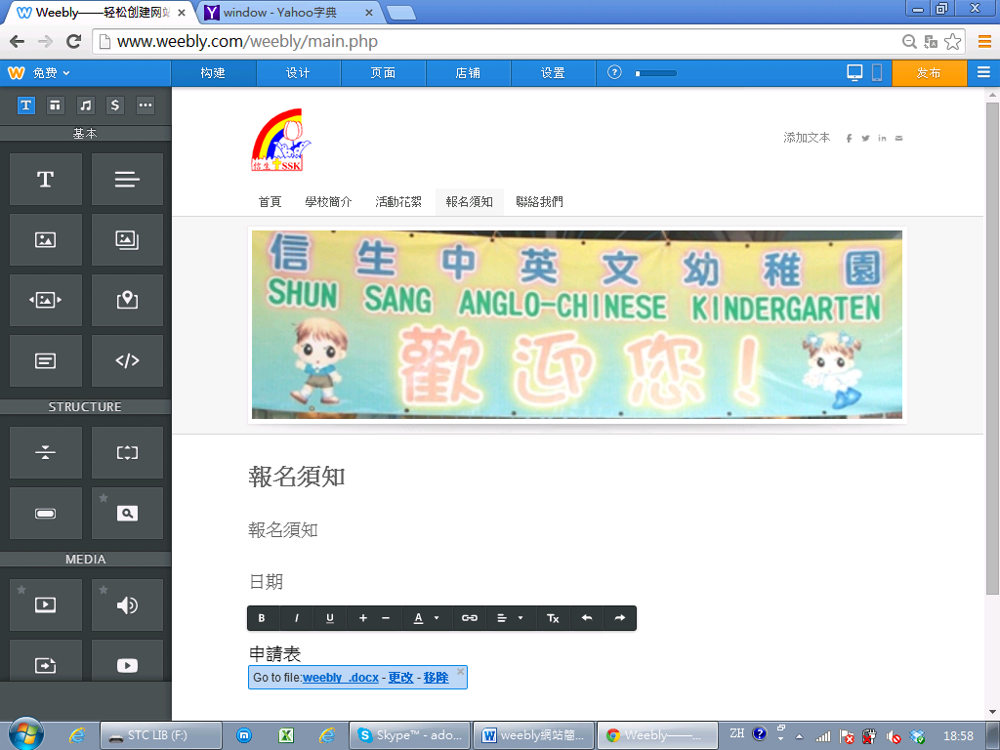 Weebly——轻松创建网站
window - Yahoo字典
www.weebly.com/weebly/main.php
免费
构建
设计
页面
店铺
设置
发布
基本
STRUCTURE
MEDIA
信生 SSK
添加文本
首頁
學校簡介
活動花絮
報名須知
聯絡我們
信生中英文幼稚園
SHUN SANG ANGLO-CHINESE KINDERGARTEN
歡迎您！
報名須知
報名須知
日期
B I U + − A Tx
申請表
Go to file:weebly_.docx - 更改 - 移除
STC LIB (F:)
Skype™ - ado...
weebly網站簡...
Weebly——...
ZH
18:58